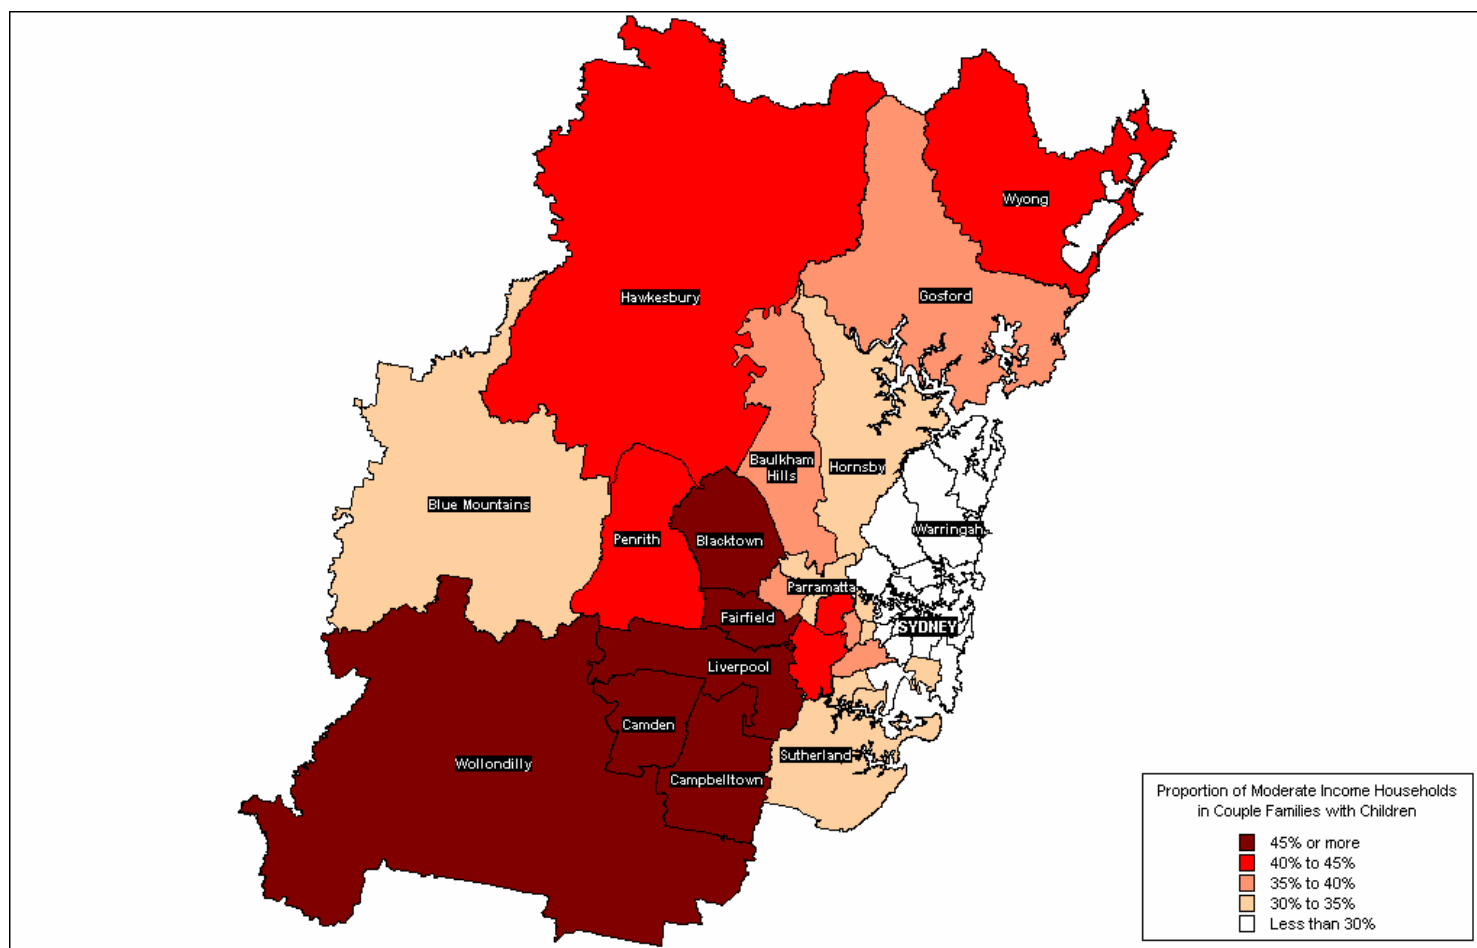 Wyong
Hawkesbury
Gosford
Baulkham
Hills
Hornsby
Blue Mountains
Warringah
Penrith
Blacktown
Parramatta
Fairfield
SYDNEY
Liverpool
Camden
Sutherland
Wollondilly
Campbelltown
Proportion of Moderate Income Households
in Couple Families with Children
45% or more
40% to 45%
35% to 40%
30% to 35%
Less than 30%